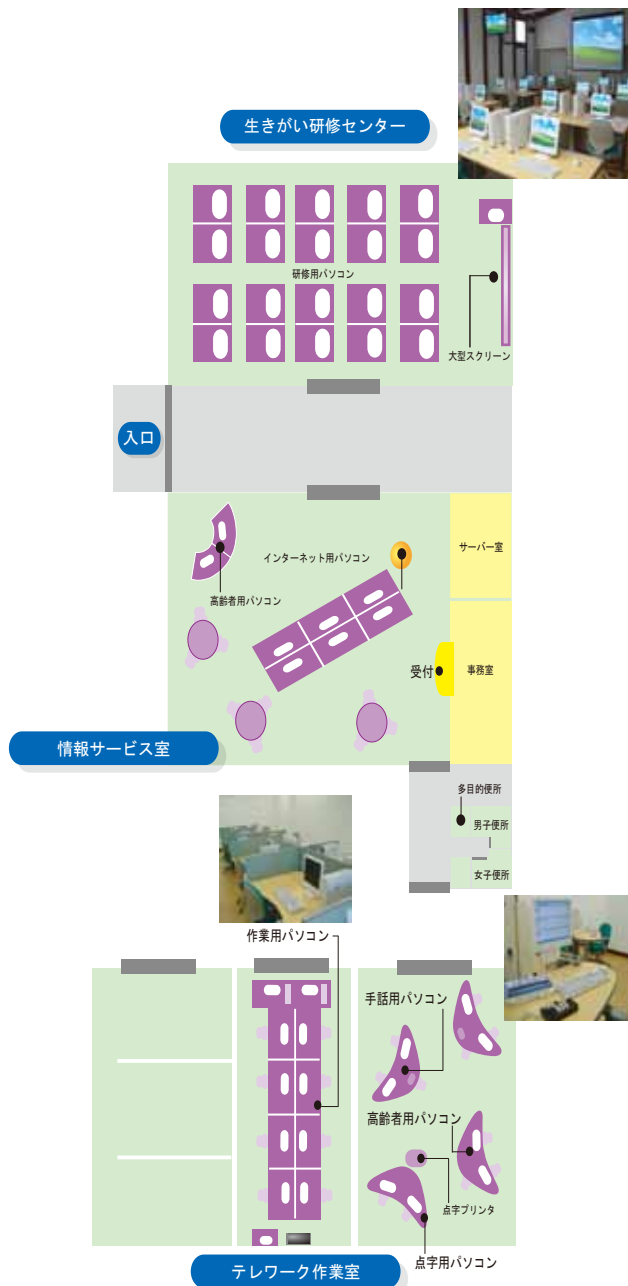 生きがい研修センター
研修用パソコン
大型スクリーン
入口
インターネット用パソコン
サーバー室
高齢者用パソコン
受付
事務室
情報サービス室
多目的便所
男子便所
女子便所
作業用パソコン
手話用パソコン
高齢者用パソコン
点字プリンタ
点字用パソコン
テレワーク作業室